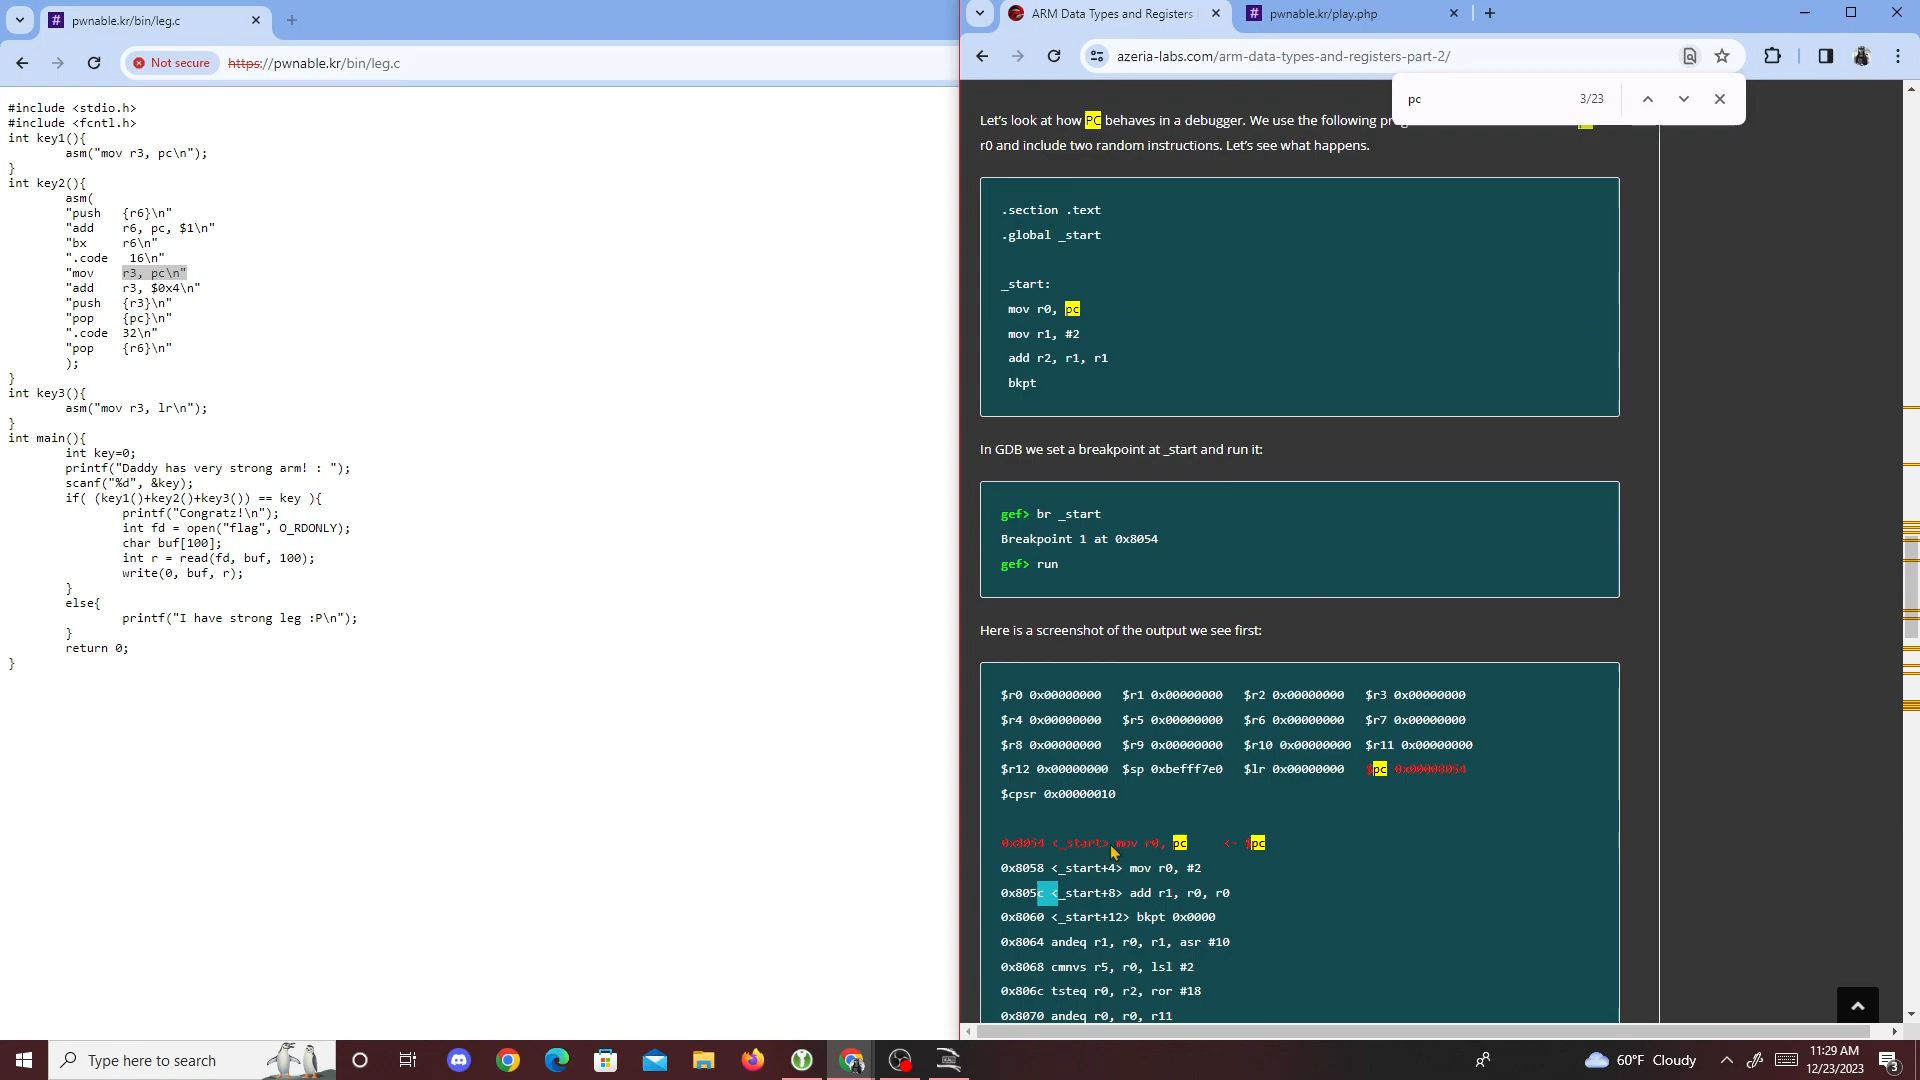 pwnable.kr/bin/leg.c
Not secure https://pwnable.kr/bin/leg.c
#include <stdio.h>
#include <fcntl.h>
int key1(){
asm("mov r3, pc\n");
}
int key2(){
asm(
"push {r6}\n"
"add r6, pc, $1\n"
"bx r6\n"
".code 16\n"
"mov r3, pc\n"
"add r3, $0x4\n"
"push {r3}\n"
"pop {pc}\n"
".code 32\n"
"pop {r6}\n"
);
}
int key3(){
asm("mov r3, lr\n");
}
int main(){
int key=0;
printf("Daddy has very strong arm! : ");
scanf("%d", &key);
if( (key1()+key2()+key3()) == key ){
printf("Congratz!\n");
int fd = open("flag", O_RDONLY);
char buf[100];
int r = read(fd, buf, 100);
write(0, buf, r);
}
else{
printf("I have strong leg :P\n");
}
return 0;
}
ARM Data Types and Registers
pwnable.kr/play.php
azeria-labs.com/arm-data-types-and-registers-part-2/
pc 3/23
Let's look at how PC behaves in a debugger. We use the following
r0 and include two random instructions. Let's see what happens.
.section .text
.global _start
_start:
mov r0, pc
mov r1, #2
add r2, r1, r1
bkpt
In GDB we set a breakpoint at _start and run it:
gef> br _start
Breakpoint 1 at 0x8054
gef> run
Here is a screenshot of the output we see first:
$r0 0x00000000 $r1 0x00000000 $r2 0x00000000 $r3 0x00000000
$r4 0x00000000 $r5 0x00000000 $r6 0x00000000 $r7 0x00000000
$r8 0x00000000 $r9 0x00000000 $r10 0x00000000 $r11 0x00000000
$r12 0x00000000 $sp 0xbefff7e0 $lr 0x00000000 $pc 0x00008054
$cpsr 0x00000010
0x8054 <_start> mov r0, pc <- $pc
0x8058 <_start+4> mov r0, #2
0x805c <_start+8> add r1, r0, r0
0x8060 <_start+12> bkpt 0x0000
0x8064 andeq r1, r0, r1, asr #10
0x8068 cmnvs r5, r0, lsl #2
0x806c tsteq r0, r2, ror #18
0x8070 andeq r0, r0, r11
Type here to search
60°F Cloudy
11:29 AM
12/23/2023
3